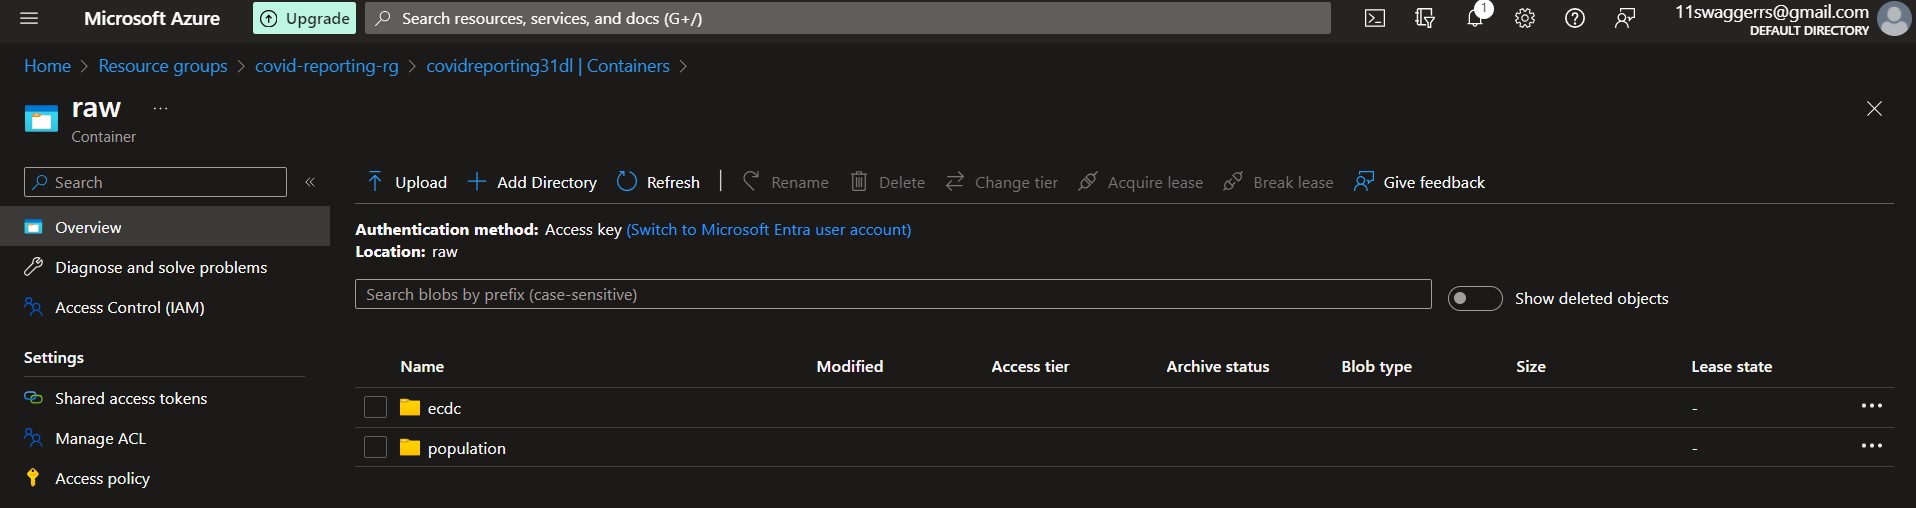 Microsoft Azure
Upgrade
Search resources, services, and docs (G+/)
1
11swaggerrs@gmail.com
DEFAULT DIRECTORY
Home > Resource groups > covid-reporting-rg > covidreporting31dl | Containers >
raw ...
Container
Search
Upload
Add Directory
Refresh
Rename
Delete
Change tier
Acquire lease
Break lease
Give feedback
Overview
Diagnose and solve problems
Access Control (IAM)
Settings
Shared access tokens
Manage ACL
Access policy
Authentication method: Access key (Switch to Microsoft Entra user account)
Location: raw
Search blobs by prefix (case-sensitive)
Show deleted objects
Name Modified Access tier Archive status Blob type Size Lease state
ecdc - ...
population - ...